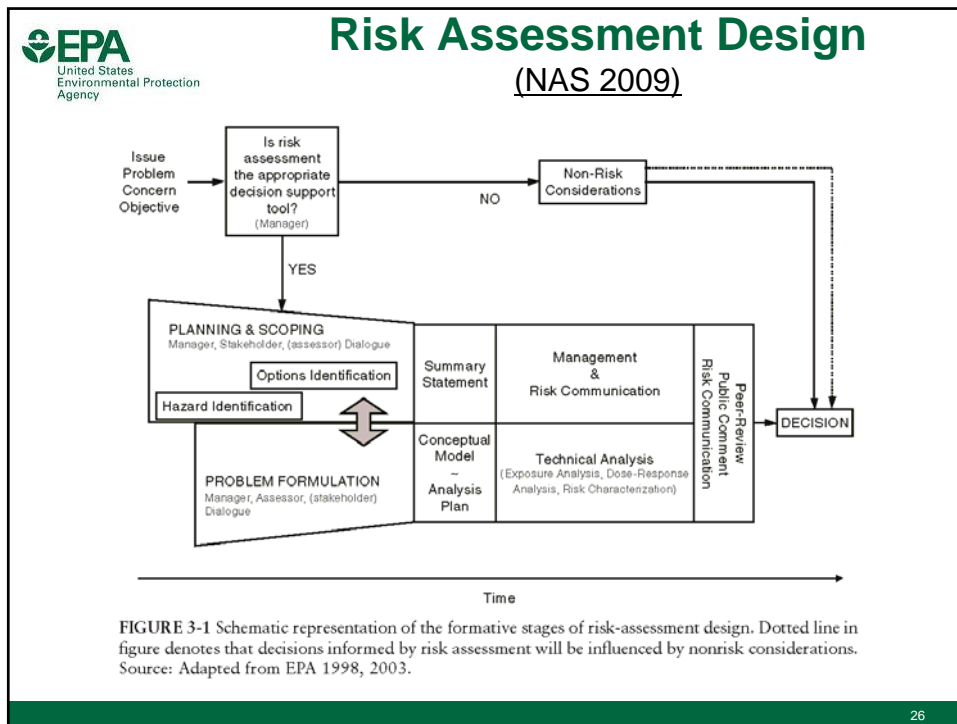 EPA
United States
Environmental Protection
Agency
Risk Assessment Design
(NAS 2009)
Issue
Problem
Concern
Objective
Is risk
assessment
the appropriate
decision support
tool?
(Manager)
NO
Non-Risk
Considerations
YES
PLANNING & SCOPING
Manager, Stakeholder, (assessor) Dialogue
Options Identification
Hazard Identification
Summary
Statement
Management
&
Risk Communication
PROBLEM FORMULATION
Manager, Assessor, (stakeholder)
Dialogue
Conceptual
Model
~
Analysis
Plan
Technical Analysis
(Exposure Analysis, Dose-Response
Analysis, Risk Characterization)
Peer-Review
Public Comment
Risk Communication
DECISION
Time
FIGURE 3-1 Schematic representation of the formative stages of risk-assessment design. Dotted line in
figure denotes that decisions informed by risk assessment will be influenced by nonrisk considerations.
Source: Adapted from EPA 1998, 2003.
26